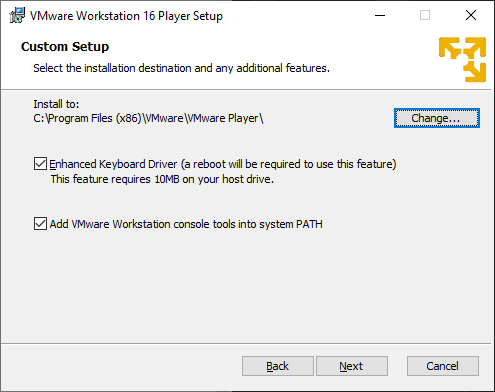 VMware Workstation 16 Player Setup
Custom Setup
Select the installation destination and any additional features.
Install to:
C:\Program Files (x86)\VMware\VMware Player\
Change...
Enhanced Keyboard Driver (a reboot will be required to use this feature)
This feature requires 10MB on your host drive.
Add VMware Workstation console tools into system PATH
Back
Next
Cancel